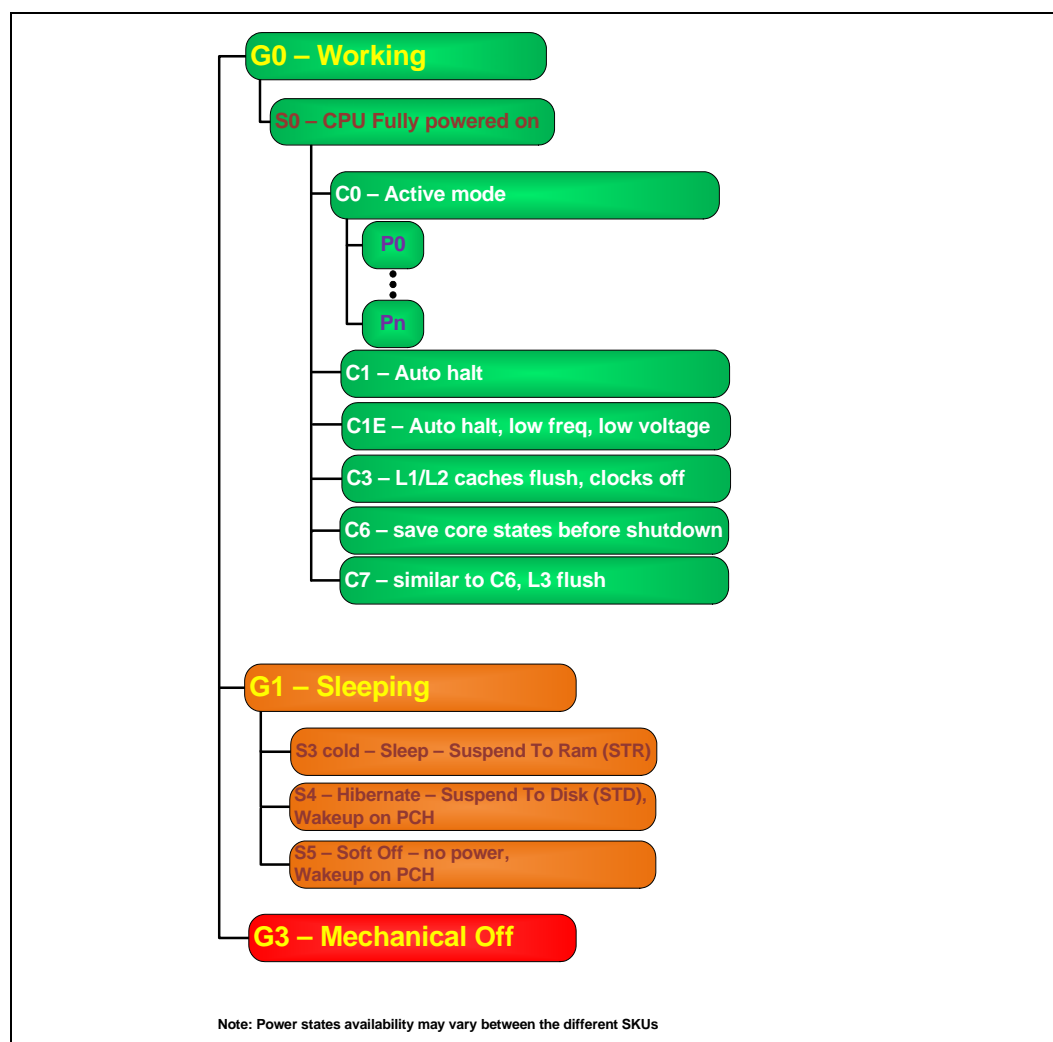 G0 – Working
S0 – CPU Fully powered on
C0 – Active mode
P0
Pn
C1 – Auto halt
C1E – Auto halt, low freq, low voltage
C3 – L1/L2 caches flush, clocks off
C6 – save core states before shutdown
C7 – similar to C6, L3 flush
G1 – Sleeping
S3 cold – Sleep – Suspend To Ram (STR)
S4 – Hibernate – Suspend To Disk (STD),
Wakeup on PCH
S5 – Soft Off – no power,
Wakeup on PCH
G3 – Mechanical Off
Note: Power states availability may vary between the different SKUs